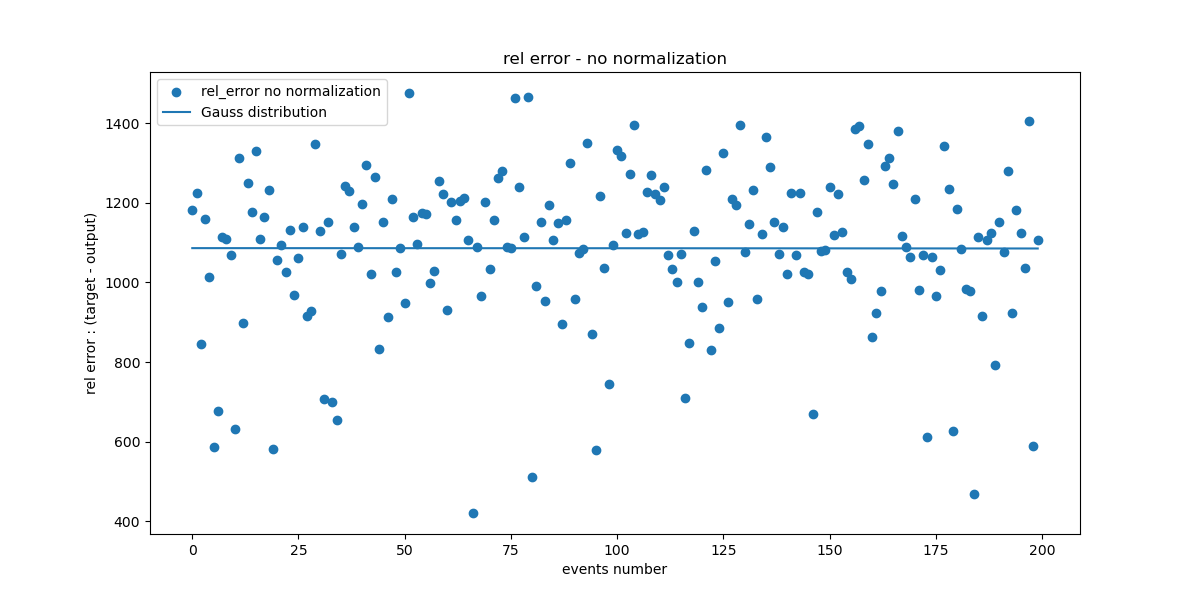 rel error - no normalization
rel_error no normalization
Gauss distribution
rel error : (target - output)
1400
1200
1000
800
600
400
0 25 50 75 100 125 150 175 200
events number